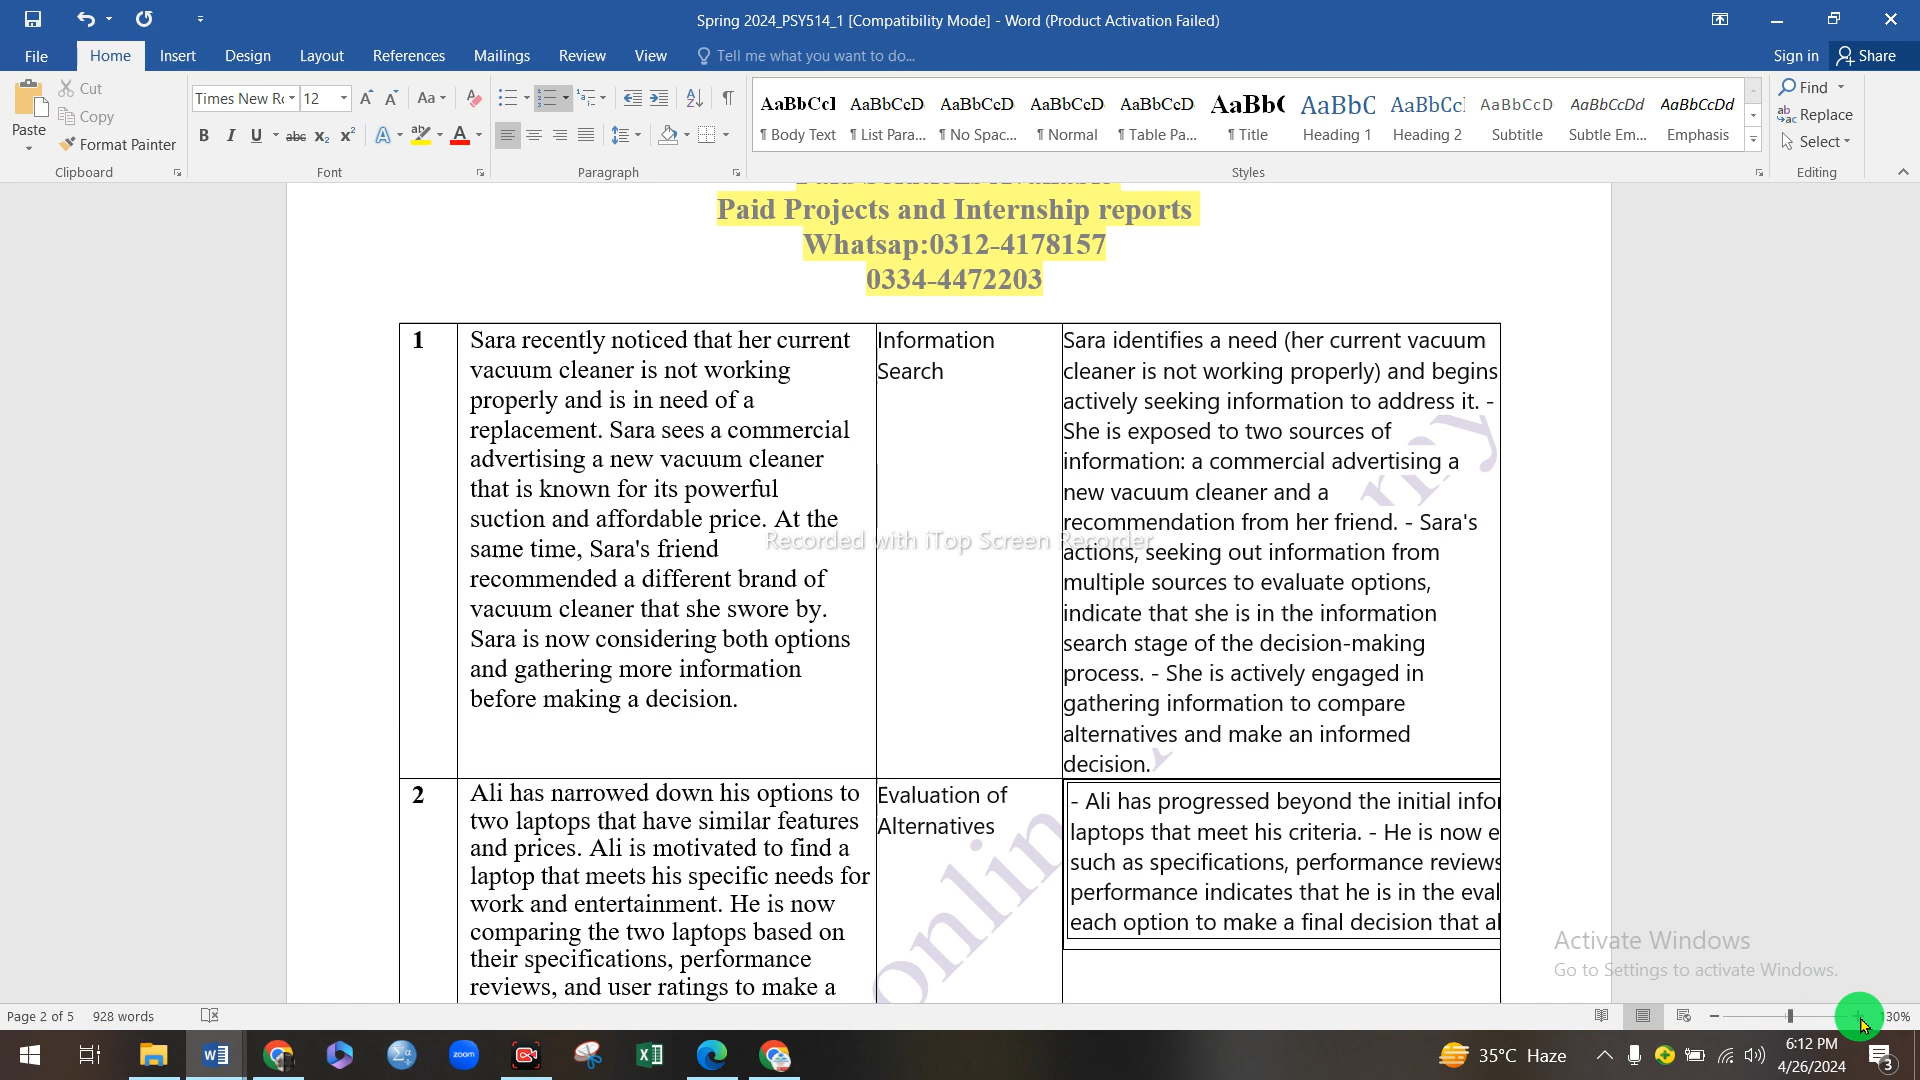 Spring 2024_PSY514_1 [Compatibility Mode] - Word (Product Activation Failed)
File Home Insert Design Layout References Mailings Review View Tell me what you want to do... Sign in Share
Paste
Cut
Copy
Format Painter
Clipboard
Times New Ro 12
Font
Paragraph
AaBbCcI AaBbCcD AaBbCcD AaBbCcD AaBbCcD AaBb( AaBbC AaBbCc AaBbCcD AaBbCcDd AaBbCcDd
¶ Body Text ¶ List Para... ¶ No Spac... ¶ Normal ¶ Table Pa... ¶ Title Heading 1 Heading 2 Subtitle Subtle Em... Emphasis
Styles
Find
Replace
Select
Editing
Paid Projects and Internship reports
Whatsap:0312-4178157
0334-4472203
1
Sara recently noticed that her current
vacuum cleaner is not working
properly and is in need of a
replacement. Sara sees a commercial
advertising a new vacuum cleaner
that is known for its powerful
suction and affordable price. At the
same time, Sara's friend
recommended a different brand of
vacuum cleaner that she swore by.
Sara is now considering both options
and gathering more information
before making a decision.
Information
Search
Sara identifies a need (her current vacuum
cleaner is not working properly) and begins
actively seeking information to address it. -
She is exposed to two sources of
information: a commercial advertising a
new vacuum cleaner and a
recommendation from her friend. - Sara's
actions, seeking out information from
multiple sources to evaluate options,
indicate that she is in the information
search stage of the decision-making
process. - She is actively engaged in
gathering information to compare
alternatives and make an informed
decision.
Recorded with iTop Screen Recorder
2
Ali has narrowed down his options to
two laptops that have similar features
and prices. Ali is motivated to find a
laptop that meets his specific needs for
work and entertainment. He is now
comparing the two laptops based on
their specifications, performance
reviews, and user ratings to make a
Evaluation of
Alternatives
- Ali has progressed beyond the initial infor
laptops that meet his criteria. - He is now e
such as specifications, performance reviews
performance indicates that he is in the eval
each option to make a final decision that al
onlin
my
Activate Windows
Go to Settings to activate Windows.
Page 2 of 5 928 words
130%
zoom
35°C Haze
6:12 PM
4/26/2024
3